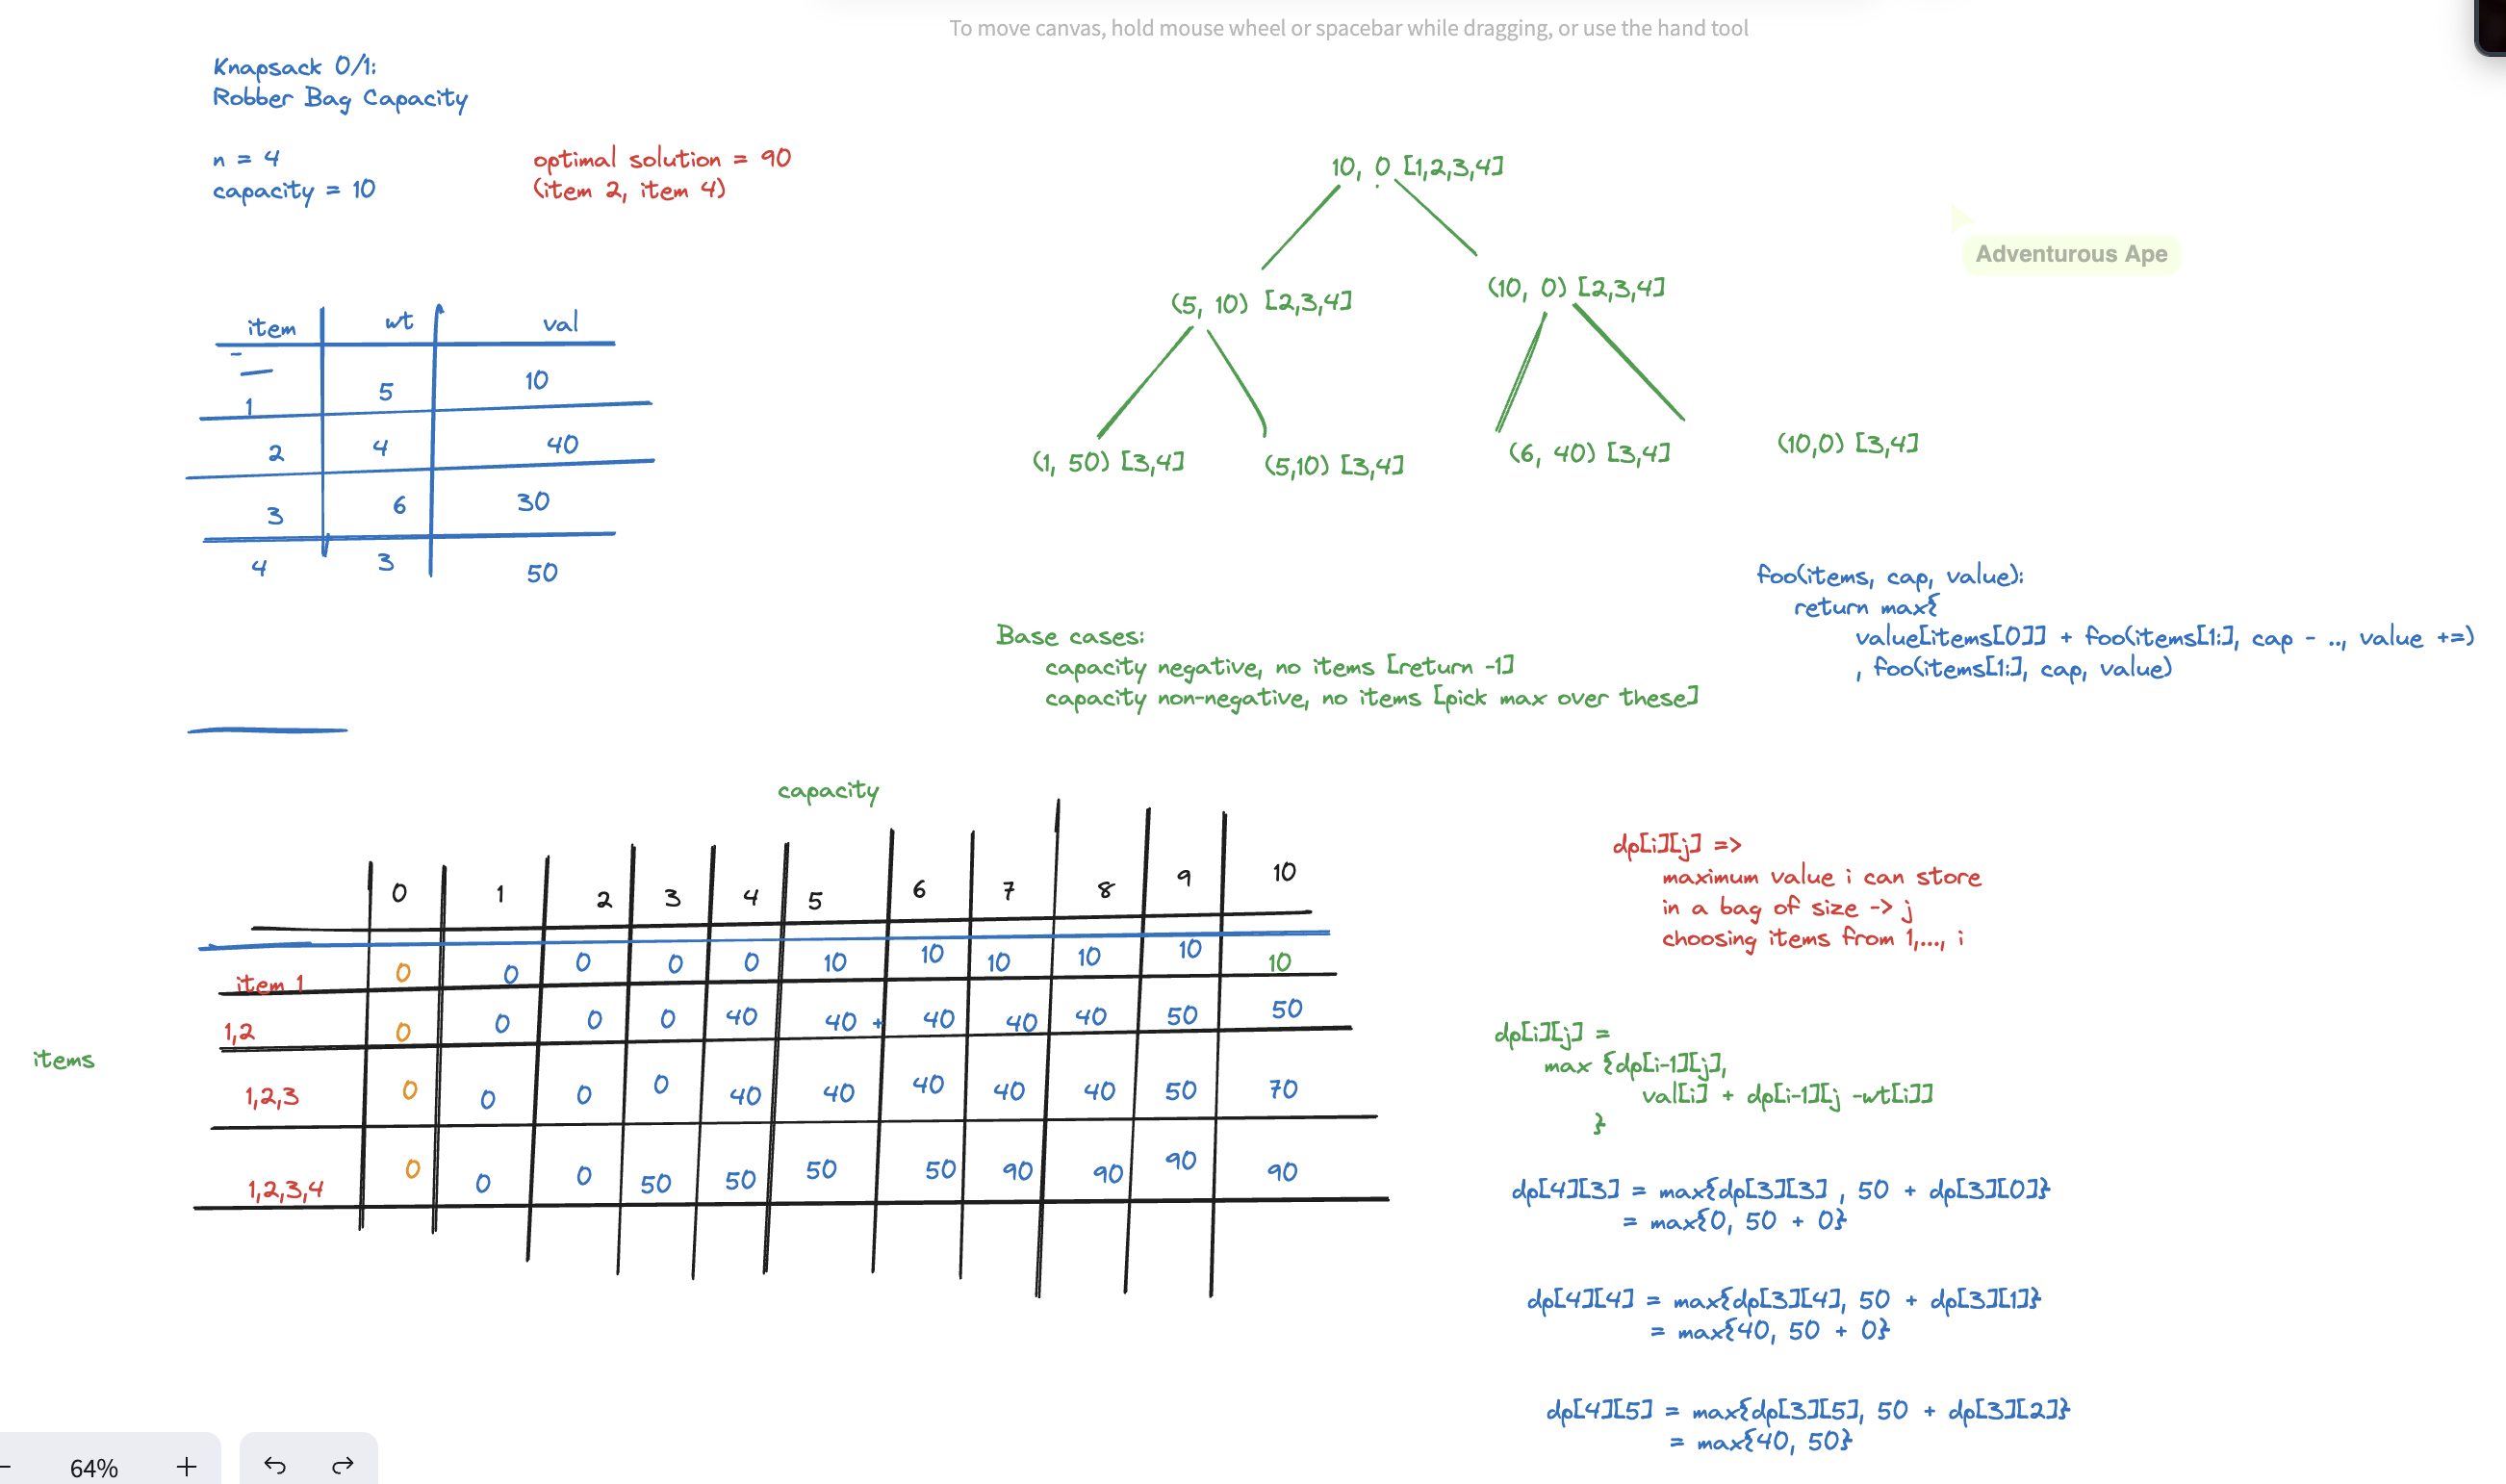 To move canvas, hold mouse wheel or spacebar while dragging, or use the hand tool
Knapsack 0/1:
Robber Bag Capacity
n = 4
capacity = 10
optimal solution = 90
(item 2, item 4)
item wt val
1 5 10
2 4 40
3 6 30
4 3 50
10, 0 [1,2,3,4]
(5, 10) [2,3,4] (10, 0) [2,3,4]
(1, 50) [3,4] (5,10) [3,4] (6, 40) [3,4] (10,0) [3,4]
Adventurous Ape
Base cases:
capacity negative, no items [return -1]
capacity non-negative, no items [pick max over these]
foo(items, cap, value):
return max{
value[items[0]] + foo(items[1:], cap - .., value +=)
, foo(items[1:], cap, value)
capacity
0 1 2 3 4 5 6 7 8 9 10
item 1 0 0 0 0 0 10 10 10 10 10 10
1,2 0 0 0 0 40 40 + 40 40 40 50 50
items
1,2,3 0 0 0 0 40 40 40 40 40 50 70
1,2,3,4 0 0 0 50 50 50 50 90 90 90 90
dp[i][j] =>
maximum value i can store
in a bag of size -> j
choosing items from 1,..., i
dp[i][j] =
max {dp[i-1][j],
val[i] + dp[i-1][j -wt[i]]
}
dp[4][3] = max{dp[3][3] , 50 + dp[3][0]}
= max{0, 50 + 0}
dp[4][4] = max{dp[3][4], 50 + dp[3][1]}
= max{40, 50 + 0}
dp[4][5] = max{dp[3][5], 50 + dp[3][2]}
= max{40, 50}
64%